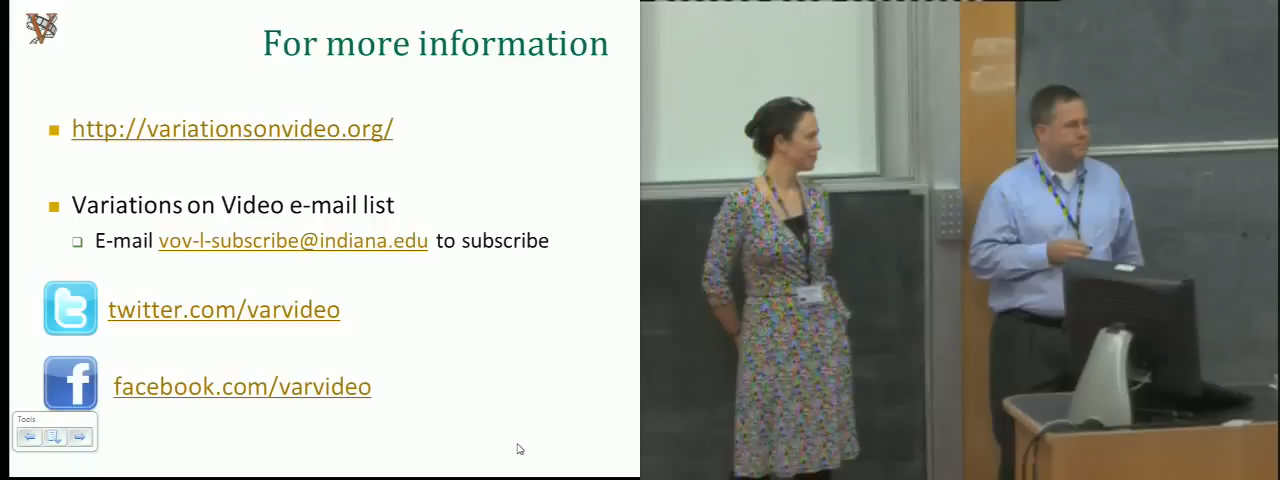 For more information
http://variationsonvideo.org/
Variations on Video e-mail list
E-mail vov-l-subscribe@indiana.edu to subscribe
twitter.com/varvideo
facebook.com/varvideo
Tools